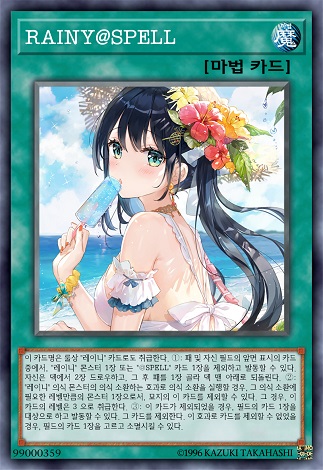 RAINY@SPELL
魔
[마법 카드]
이 카드명은 룰상 "레이니" 카드로도 취급한다. ①: 패 및 자신 필드의 앞면 표시의 카드
중에서, "레이니" 몬스터 1장 또는 "@SPELL" 카드 1장을 제외하고 발동할 수 있다.
자신은 덱에서 2장 드로우하고, 그 후 패를 1장 골라 덱 맨 아래로 되돌린다. ②:
"레이니" 의식 몬스터의 의식 소환하는 효과로 의식 소환을 실행할 경우, 그 의식 소환에
필요한 레벨만큼의 몬스터 1장으로서, 묘지의 이 카드를 제외할 수 있다. 그 경우, 이
카드의 레벨은 3 으로 취급한다. ③: 이 카드가 제외되었을 경우, 필드의 카드 1장을
대상으로 하고 발동할 수 있다. 그 카드를 제외한다. 이 효과로 카드를 제외할 수 없었을
경우, 필드의 카드 1장을 고르고 소멸시킬 수 있다.
99000359
©1996 KAZUKI TAKAHASHI